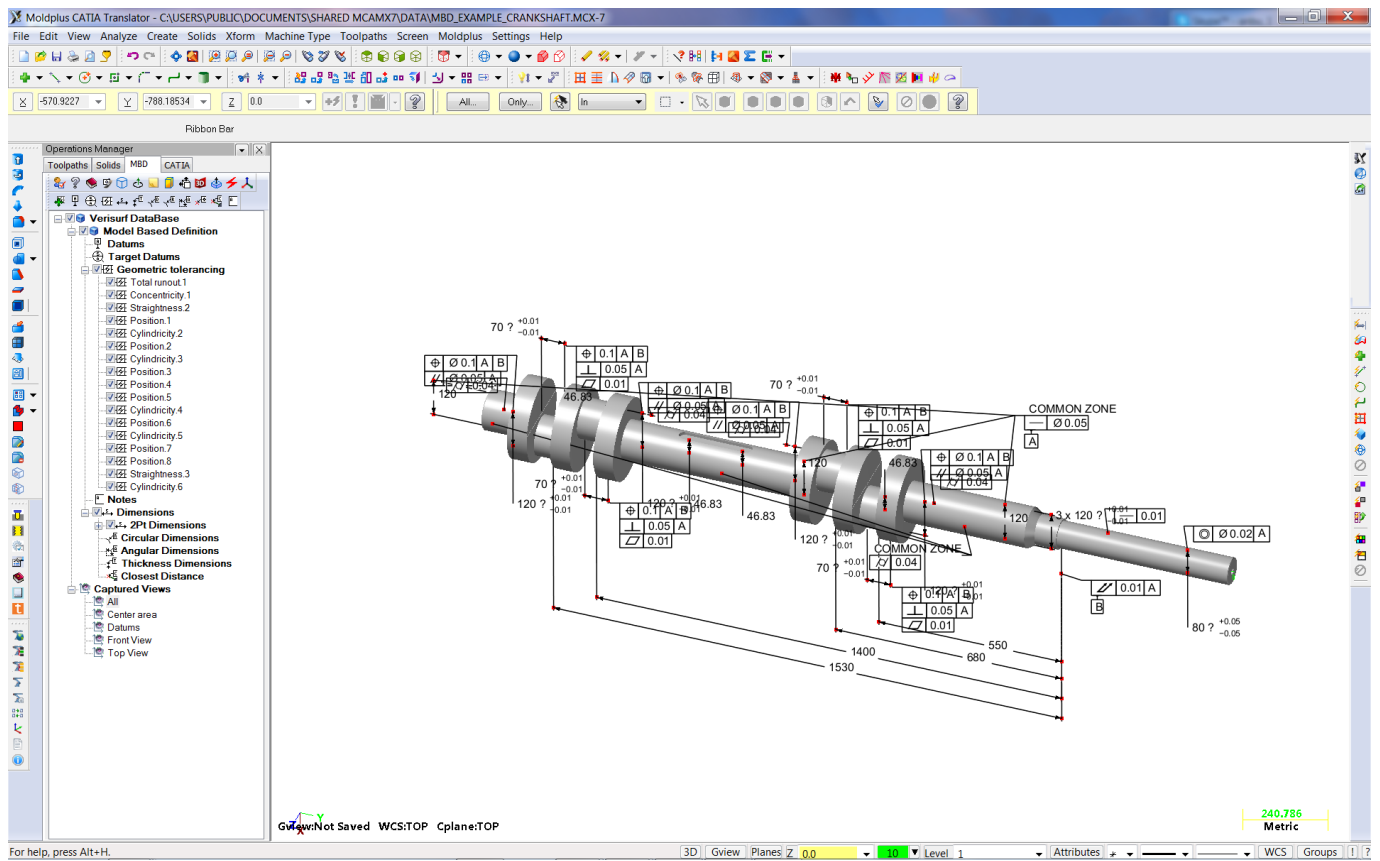 Moldplus CATIA Translator - C:\USERS\PUBLIC\DOCUMENTS\SHARED MCAMX7\DATA\MBD_EXAMPLE_CRANKSHAFT.MCX-7
File Edit View Analyze Create Solids Xform Machine Type Toolpaths Screen Moldplus Settings Help
X -570.9227 Y -788.18534 Z 0.0 All... Only... In
Ribbon Bar
Operations Manager
Toolpaths Solids MBD CATIA
Verisurf DataBase
Model Based Definition
Datums
Target Datums
Geometric tolerancing
Total runout.1
Concentricity.1
Straightness.2
Position.1
Cylindricity.2
Position.2
Cylindricity.3
Position.3
Position.4
Position.5
Cylindricity.4
Position.6
Cylindricity.5
Position.7
Position.8
Straightness.3
Cylindricity.6
Notes
Dimensions
2Pt Dimensions
Circular Dimensions
Angular Dimensions
Thickness Dimensions
Closest Distance
Captured Views
All
Center area
Datums
Front View
Top View
70 ? +0.01 -0.01
⌖ 0.1 A B
⊥ 0.05 A
⏥ 0.01
⌖ Ø 0.1 A B
120
46.83
⌖ Ø 0.1 A B
Ø 0.1 A B
70 ? +0.01 -0.01
⌖ 0.1 A B
⊥ 0.05 A
0.01
COMMON ZONE
⏤ Ø 0.05
A
120
46.83
⌖ Ø 0.1 A B
Ø 0.05 A
0.04
70 ? +0.01 -0.01
120 ? +0.01 -0.01
⌖ 0.1 A B
⊥ 0.05 A
⏥ 0.01
46.83
46.83
120 ? +0.01 -0.01
COMMON ZONE
⌭ 0.04
70 ? +0.01 -0.01
⊥ 0.05 A
⏥ 0.01
120
3 x 120 ? +0.01 -0.01
0.01
◎ Ø 0.02 A
⌰ 0.01 A
B
80 ? +0.05 -0.05
550
680
1400
1530
Gview:Not Saved WCS:TOP Cplane:TOP
240.786
Metric
For help, press Alt+H.
3D Gview Planes Z 0.0 10 Level 1 Attributes WCS Groups ! ?